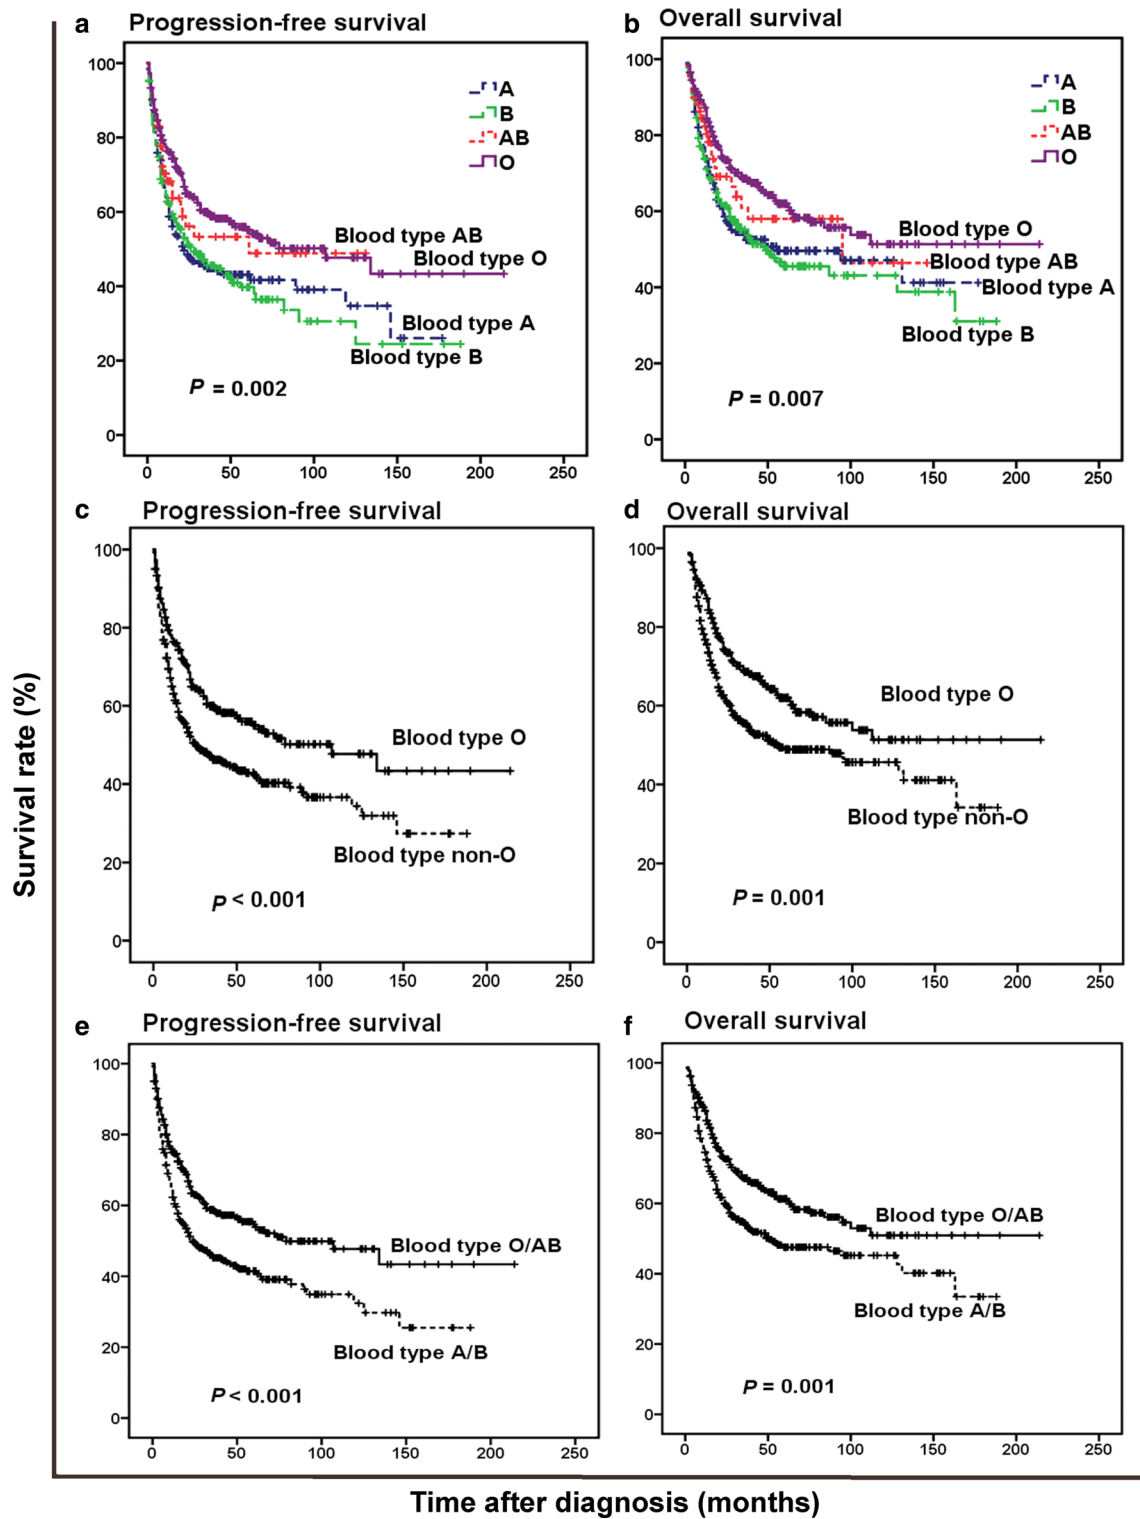 a Progression-free survival
100
80
60
40
20
0
0 50 100 150 200 250
A
B
AB
O
Blood type AB
Blood type O
Blood type A
Blood type B
P = 0.002
b Overall survival
100
80
60
40
20
0
0 50 100 150 200 250
A
B
AB
O
Blood type O
Blood type AB
Blood type A
Blood type B
P = 0.007
c Progression-free survival
100
80
60
40
20
0
0 50 100 150 200 250
Blood type O
Blood type non-O
P < 0.001
d Overall survival
100
80
60
40
20
0
0 50 100 150 200 250
Blood type O
Blood type non-O
P = 0.001
e Progression-free survival
100
80
60
40
20
0
0 50 100 150 200 250
Blood type O/AB
Blood type A/B
P < 0.001
f Overall survival
100
80
60
40
20
0
0 50 100 150 200 250
Blood type O/AB
Blood type A/B
P = 0.001
Survival rate (%)
Time after diagnosis (months)